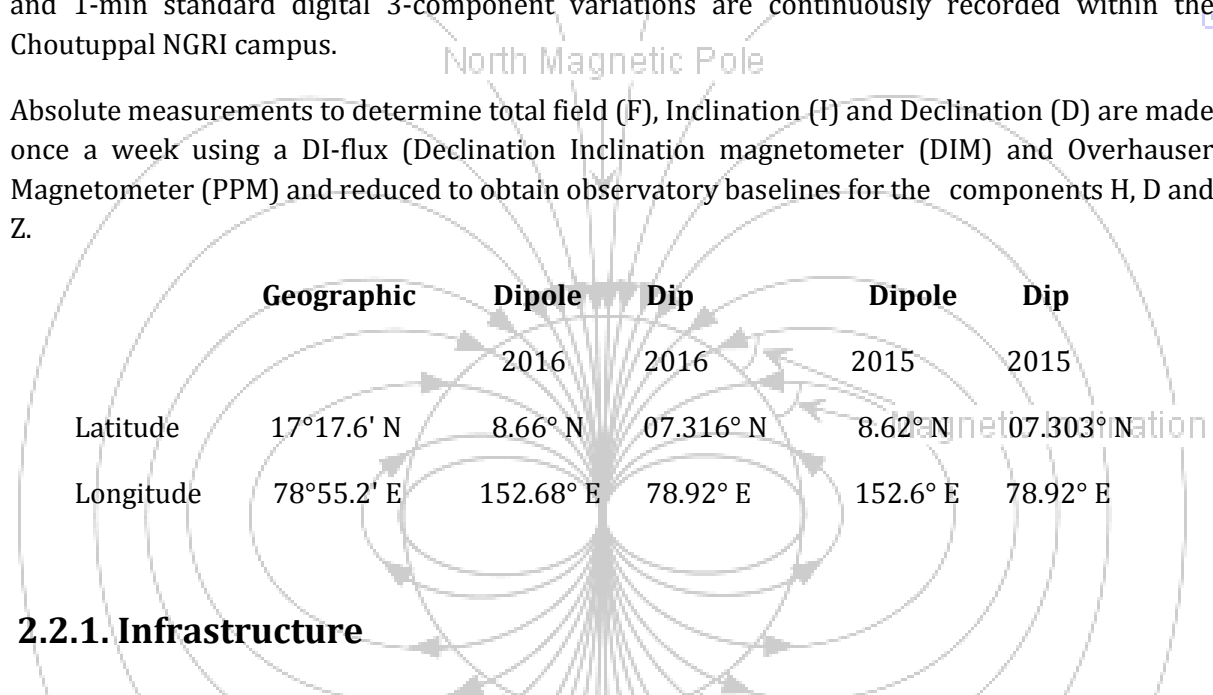 and 1-min standard digital 3-component variations are continuously recorded within the
Choutuppal NGRI campus.
North Magnetic Pole
Absolute measurements to determine total field (F), Inclination (I) and Declination (D) are made
once a week using a DI-flux (Declination Inclination magnetometer (DIM) and Overhauser
Magnetometer (PPM) and reduced to obtain observatory baselines for the components H, D and
Z.
Geographic Dipole Dip Dipole Dip
2016 2016 2015 2015
Latitude 17°17.6' N 8.66° N 07.316° N 8.62° N 07.303° N
Magnetic Inclination
Longitude 78°55.2' E 152.68° E 78.92° E 152.6° E 78.92° E
2.2.1. Infrastructure